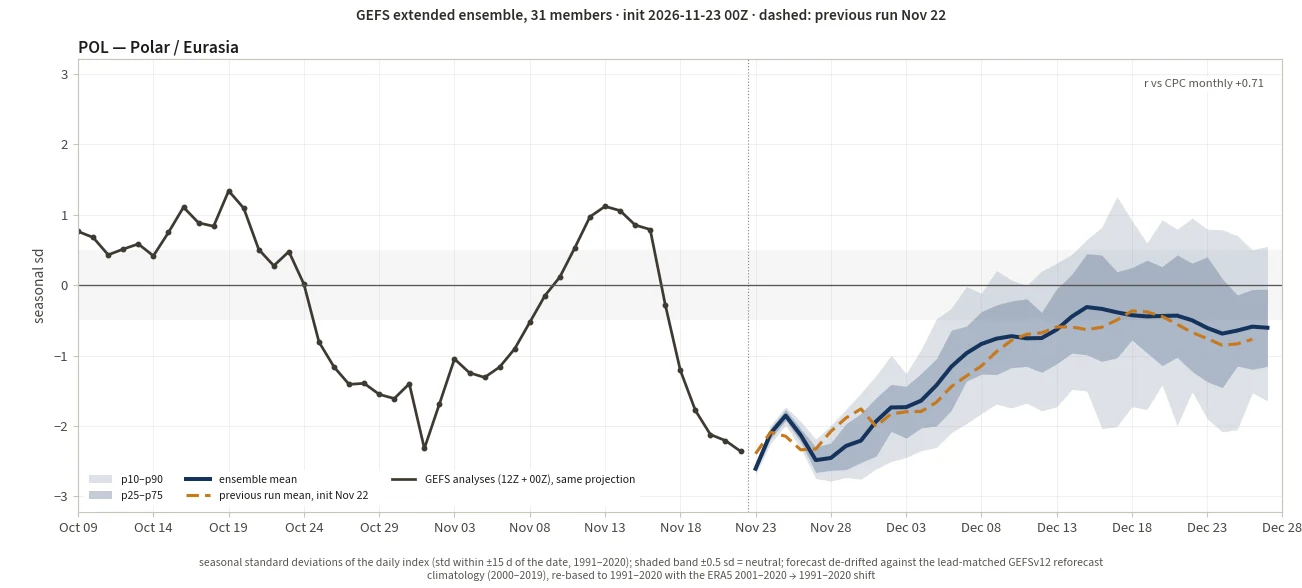 GEFS extended ensemble, 31 members · init 2026-11-23 00Z · dashed: previous run Nov 22
POL — Polar / Eurasia
r vs CPC monthly +0.71
seasonal sd
3
2
1
0
−1
−2
−3
p10–p90
p25–p75
ensemble mean
previous run mean, init Nov 22
GEFS analyses (12Z + 00Z), same projection
Oct 09 Oct 14 Oct 19 Oct 24 Oct 29 Nov 03 Nov 08 Nov 13 Nov 18 Nov 23 Nov 28 Dec 03 Dec 08 Dec 13 Dec 18 Dec 23 Dec 28
seasonal standard deviations of the daily index (std within ±15 d of the date, 1991–2020); shaded band ±0.5 sd = neutral; forecast de-drifted against the lead-matched GEFSv12 reforecast
climatology (2000–2019), re-based to 1991–2020 with the ERA5 2001–2020 → 1991–2020 shift